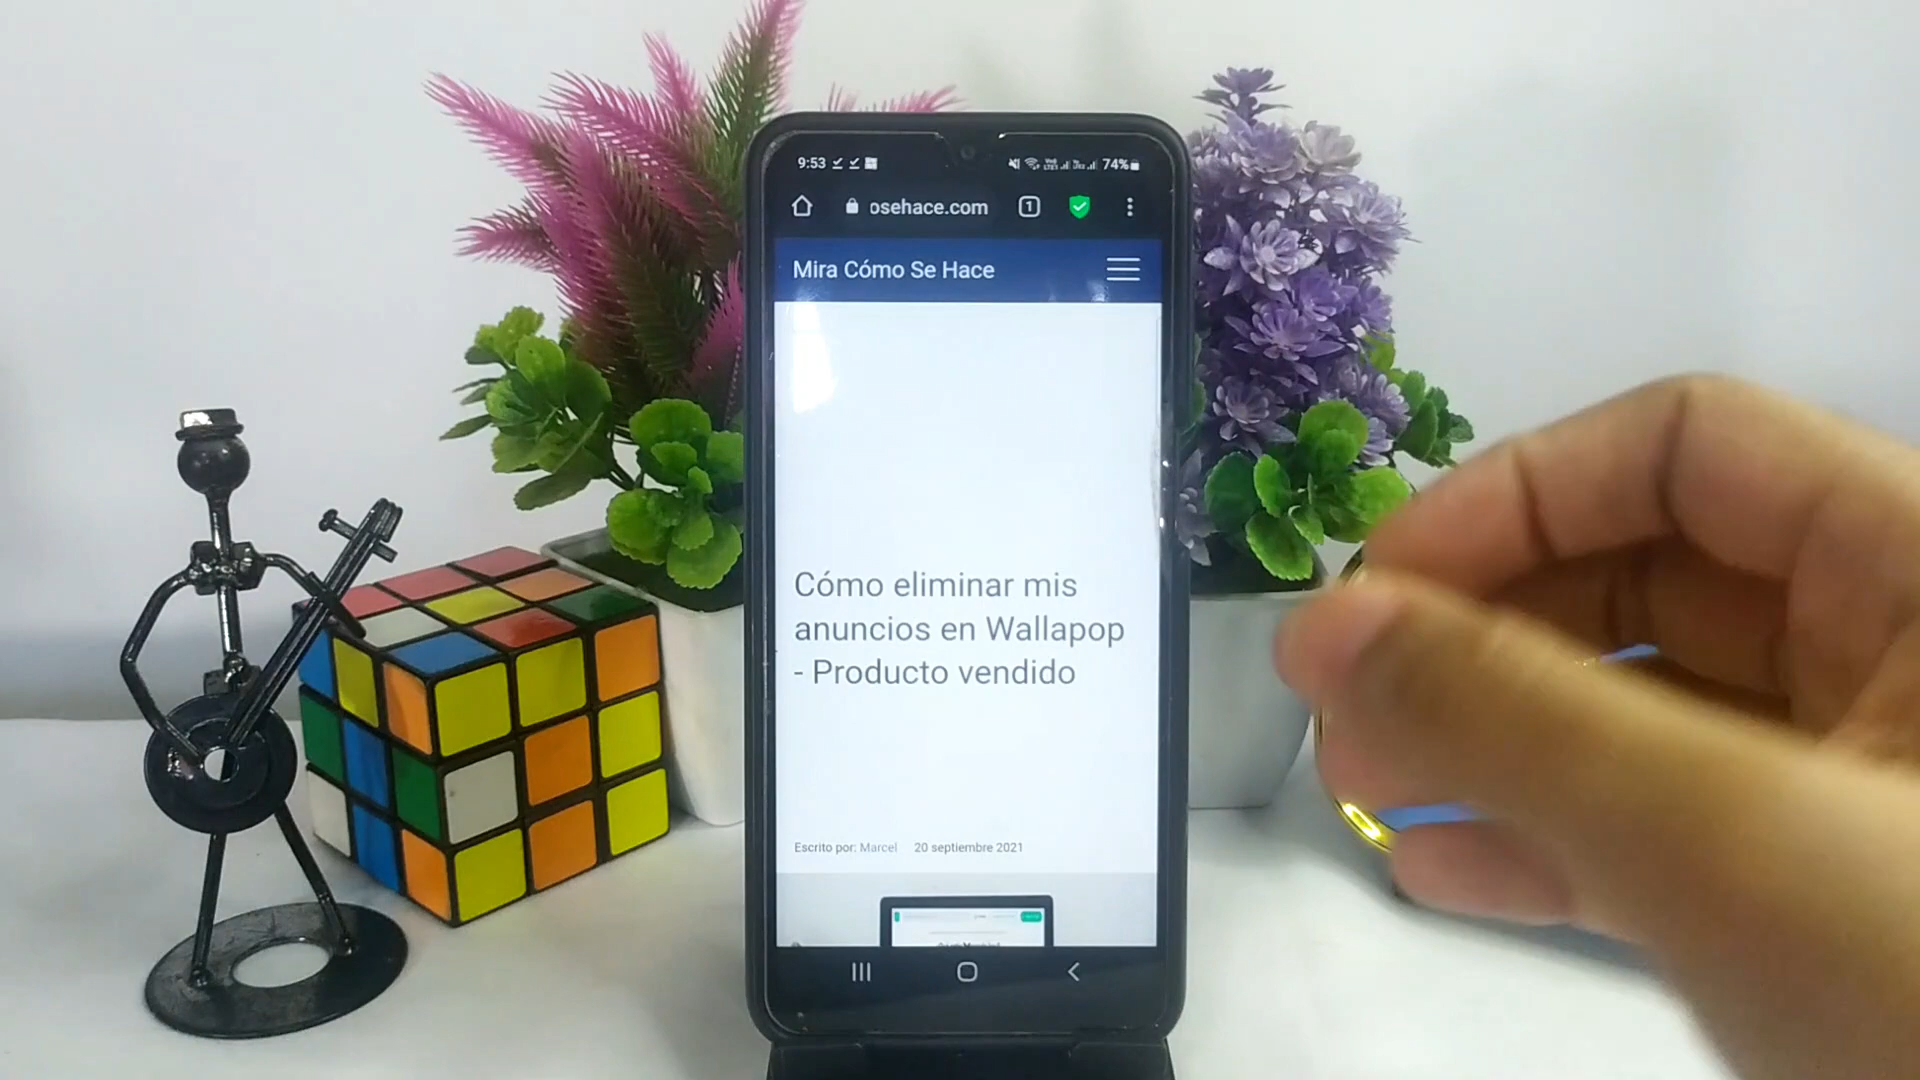 9:53
74%
osehace.com
1
Mira Cómo Se Hace
Cómo eliminar mis
anuncios en Wallapop
- Producto vendido
Escrito por: Marcel 20 septiembre 2021